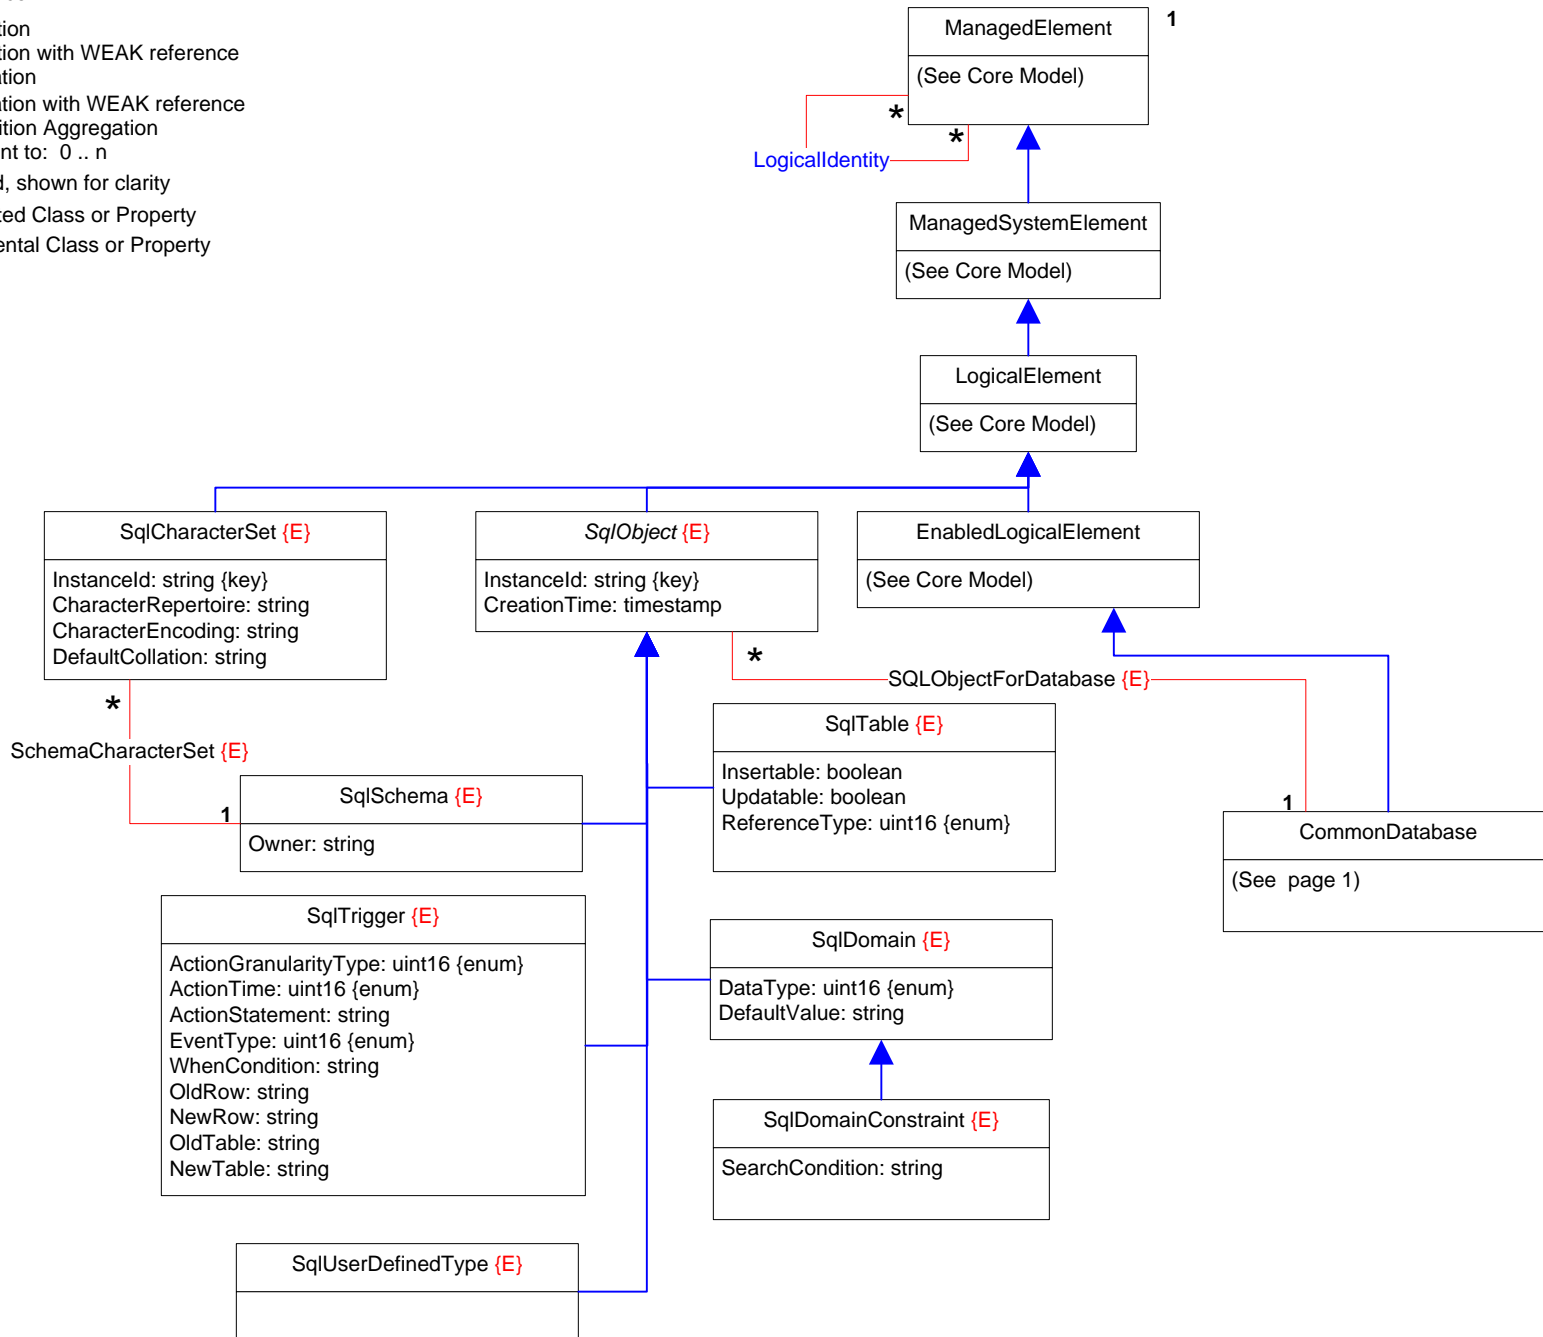 tion
tion with WEAK reference
ation
ation with WEAK reference
ition Aggregation
nt to: 0 .. n
d, shown for clarity
ted Class or Property
ental Class or Property
ManagedElement
1
(See Core Model)
*
*
LogicalIdentity
ManagedSystemElement
(See Core Model)
LogicalElement
(See Core Model)
SqlCharacterSet {E}
InstanceId: string {key}
CharacterRepertoire: string
CharacterEncoding: string
DefaultCollation: string
SqlObject {E}
InstanceId: string {key}
CreationTime: timestamp
EnabledLogicalElement
(See Core Model)
*
*
SQLObjectForDatabase {E}
SchemaCharacterSet {E}
1
SqlSchema {E}
Owner: string
SqlTable {E}
Insertable: boolean
Updatable: boolean
ReferenceType: uint16 {enum}
1
CommonDatabase
(See page 1)
SqlTrigger {E}
ActionGranularityType: uint16 {enum}
ActionTime: uint16 {enum}
ActionStatement: string
EventType: uint16 {enum}
WhenCondition: string
OldRow: string
NewRow: string
OldTable: string
NewTable: string
SqlDomain {E}
DataType: uint16 {enum}
DefaultValue: string
SqlDomainConstraint {E}
SearchCondition: string
SqlUserDefinedType {E}